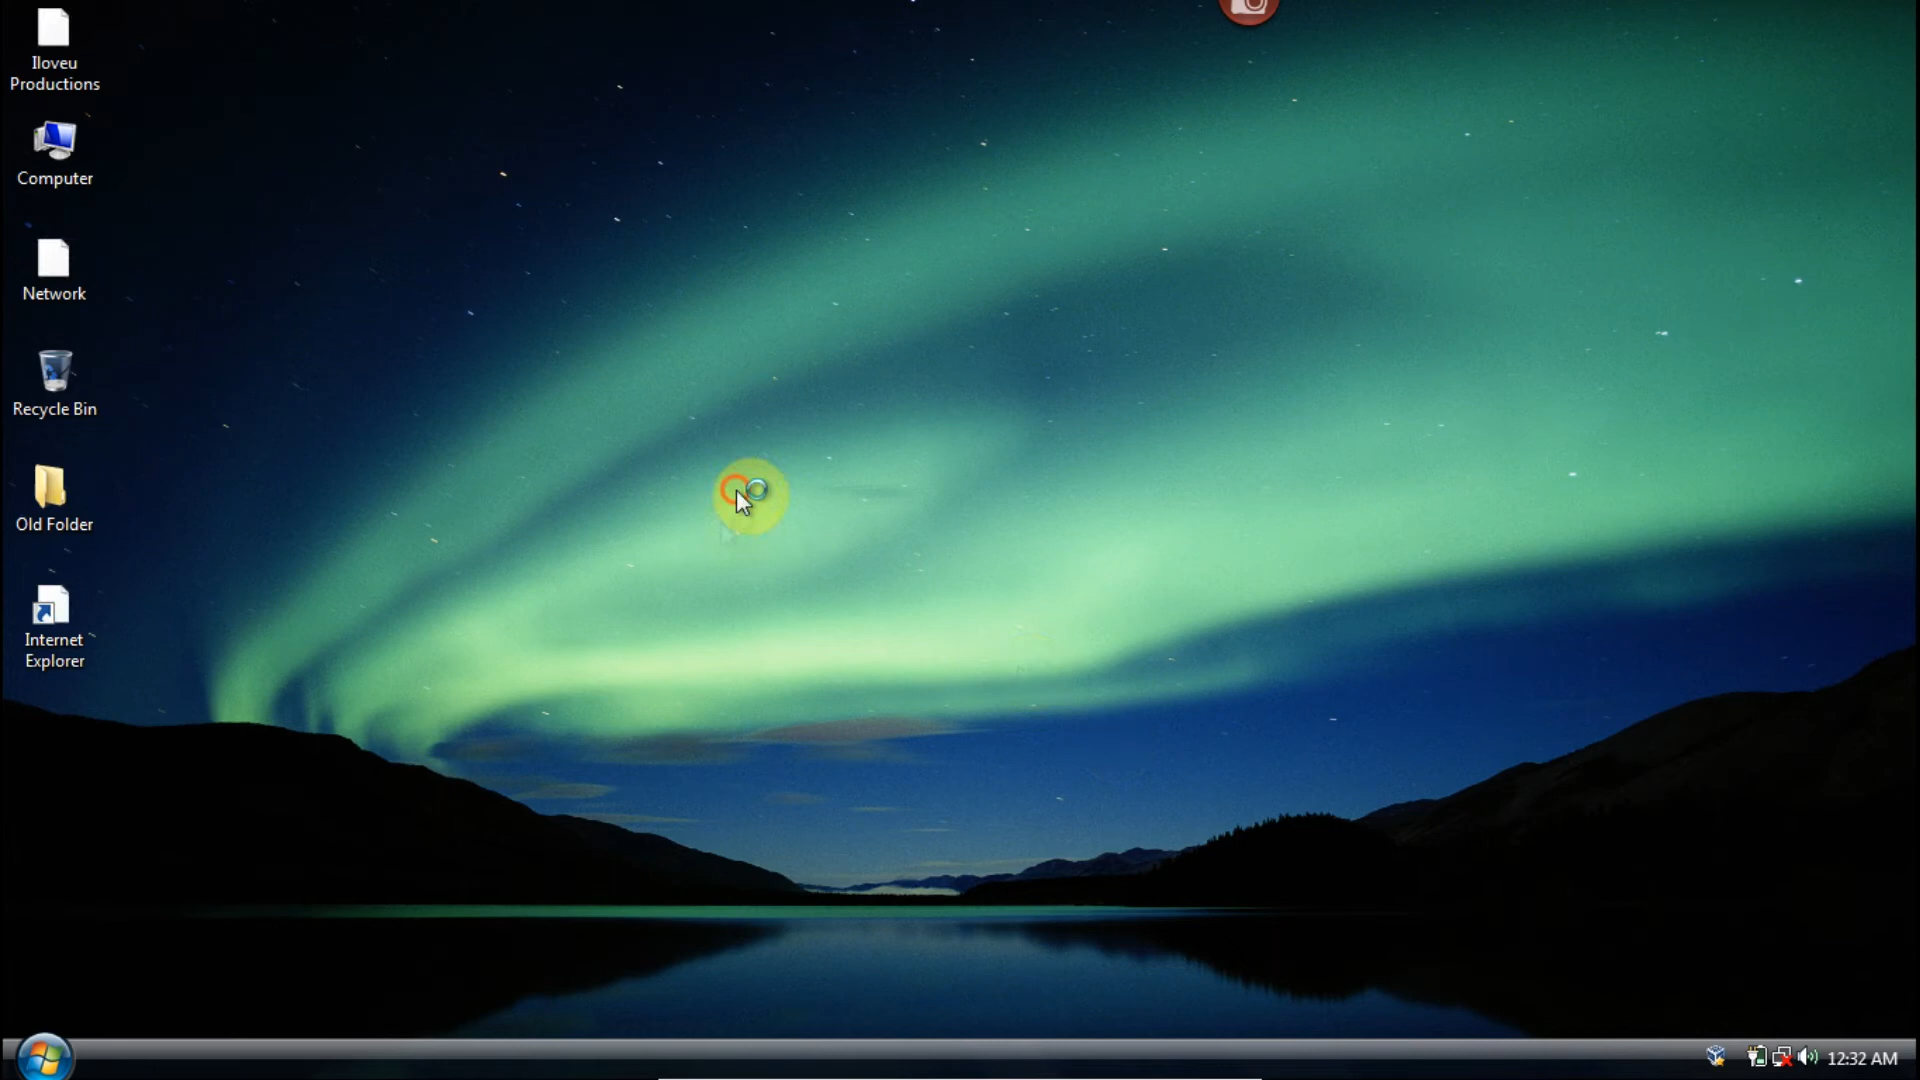 Iloveu
Productions
Computer
Network
Recycle Bin
Old Folder
Internet
Explorer
12:32 AM